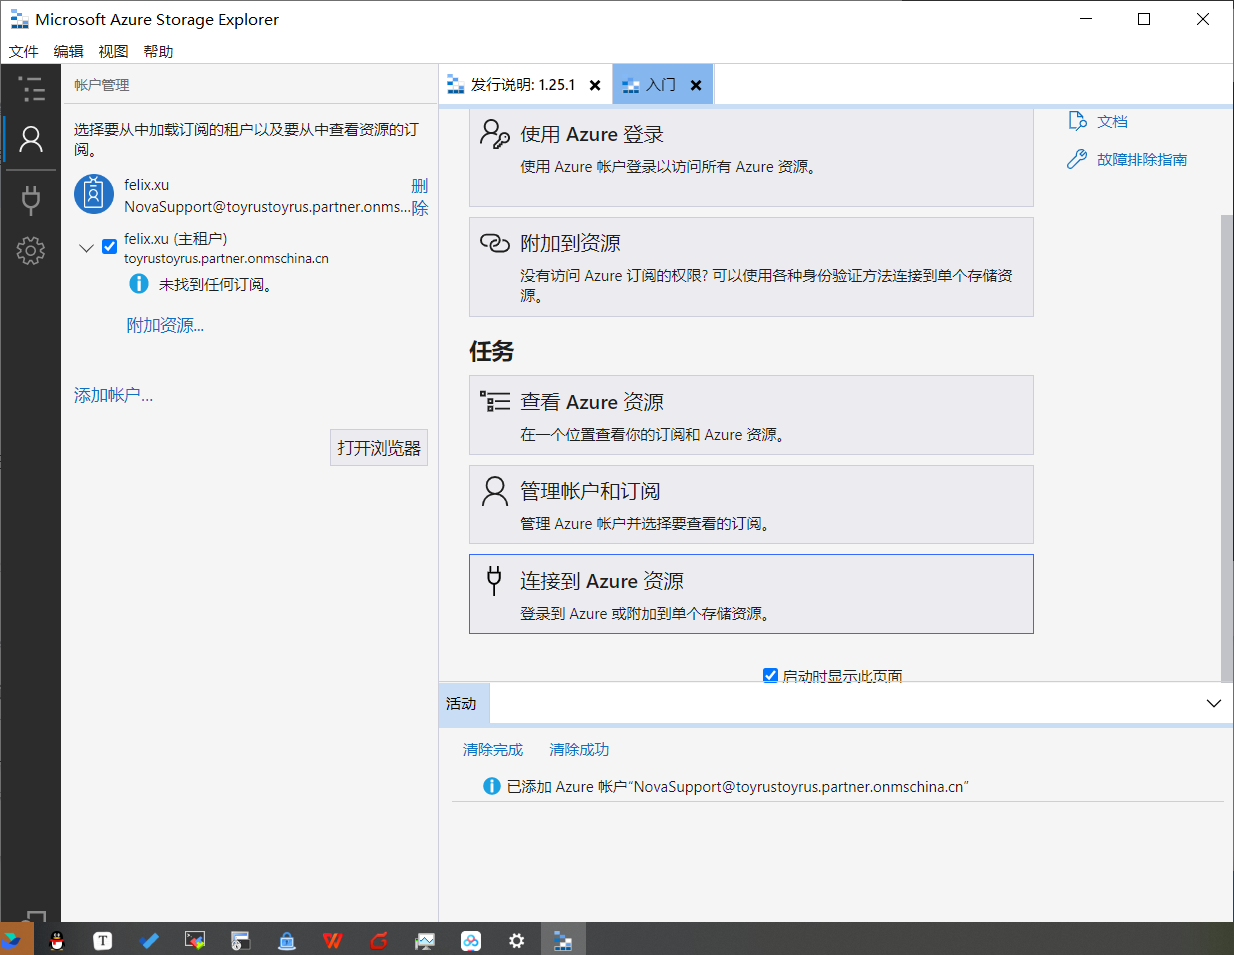 Microsoft Azure Storage Explorer
文件 编辑 视图 帮助
帐户管理
选择要从中加载订阅的租户以及要从中查看资源的订
阅。
felix.xu
NovaSupport@toyrustoyrus.partner.onms...
删
除
felix.xu (主租户)
toyrustoyrus.partner.onmschina.cn
未找到任何订阅。
附加资源...
添加帐户...
打开浏览器
发行说明: 1.25.1
入门
使用 Azure 登录
使用 Azure 帐户登录以访问所有 Azure 资源。
附加到资源
没有访问 Azure 订阅的权限? 可以使用各种身份验证方法连接到单个存储资
源。
任务
查看 Azure 资源
在一个位置查看你的订阅和 Azure 资源。
管理帐户和订阅
管理 Azure 帐户并选择要查看的订阅。
连接到 Azure 资源
登录到 Azure 或附加到单个存储资源。
启动时显示此页面
文档
故障排除指南
活动
清除完成 清除成功
已添加 Azure 帐户“NovaSupport@toyrustoyrus.partner.onmschina.cn”
T